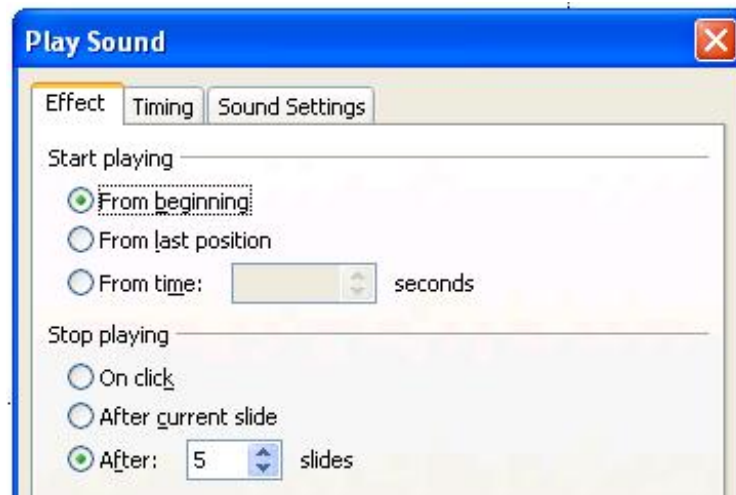 Play Sound
Effect Timing Sound Settings
Start playing
From beginning
From last position
From time: seconds
Stop playing
On click
After current slide
After: 5 slides